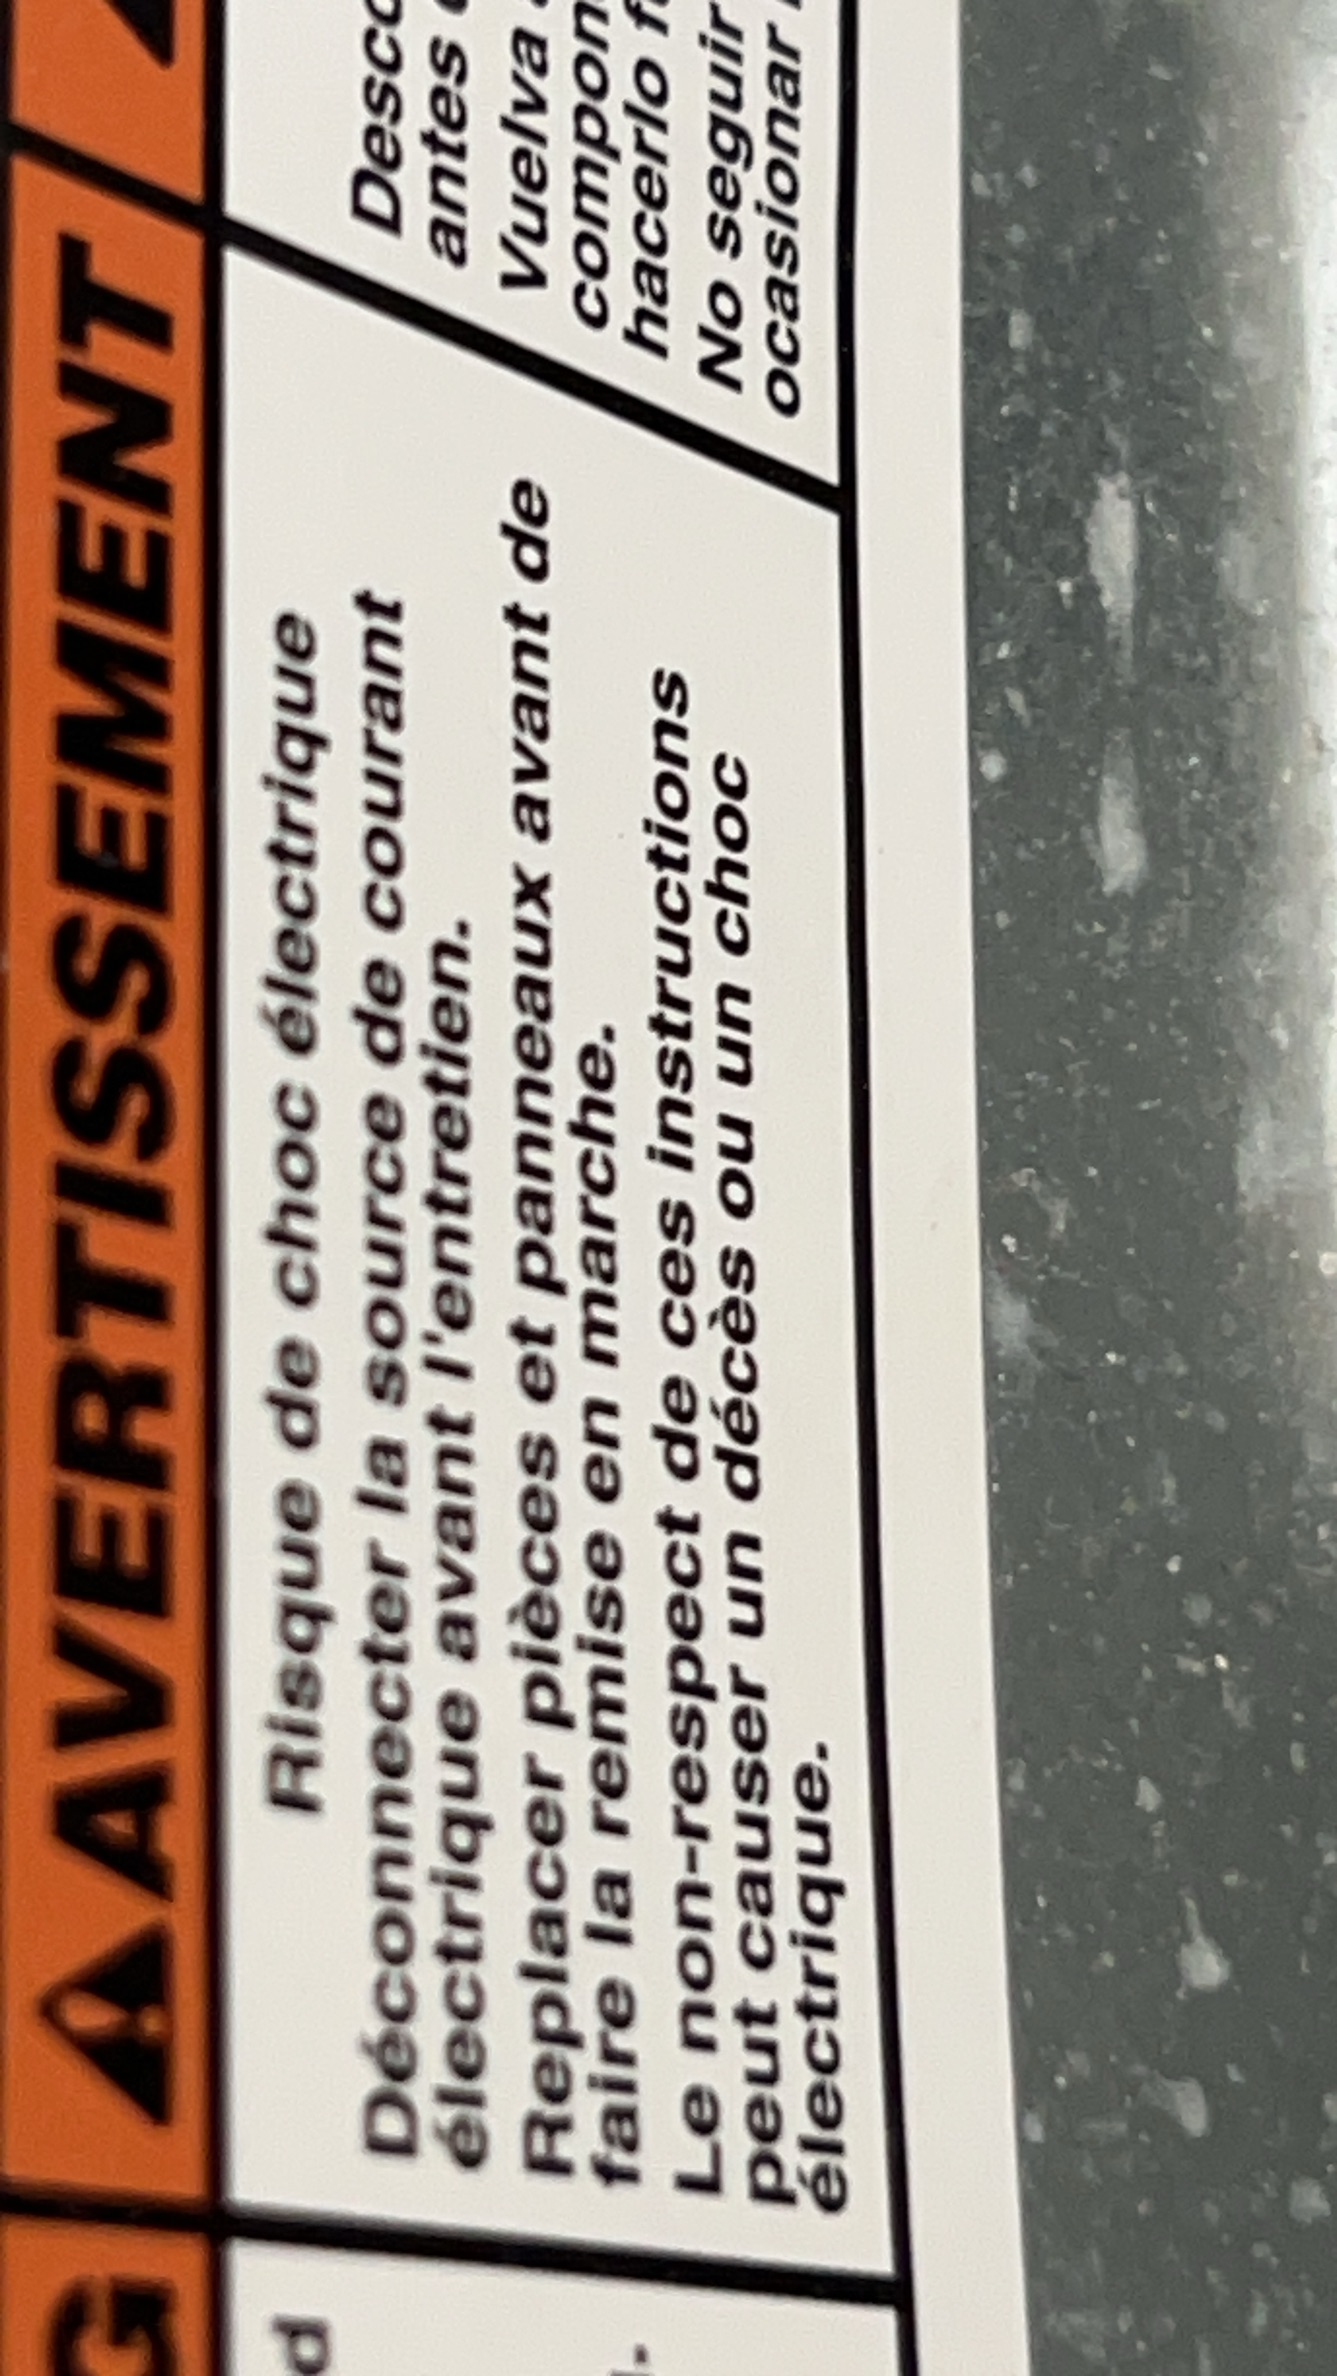 AVERTISSEMENT
Risque de choc électrique
Déconnecter la source de courant
électrique avant l'entretien.
Replacer pièces et panneaux avant de
faire la remise en marche.
Le non-respect de ces instructions
peut causer un décès ou un choc
électrique.
antes
Vuelva
hacerlo
No seguir
ocasionar